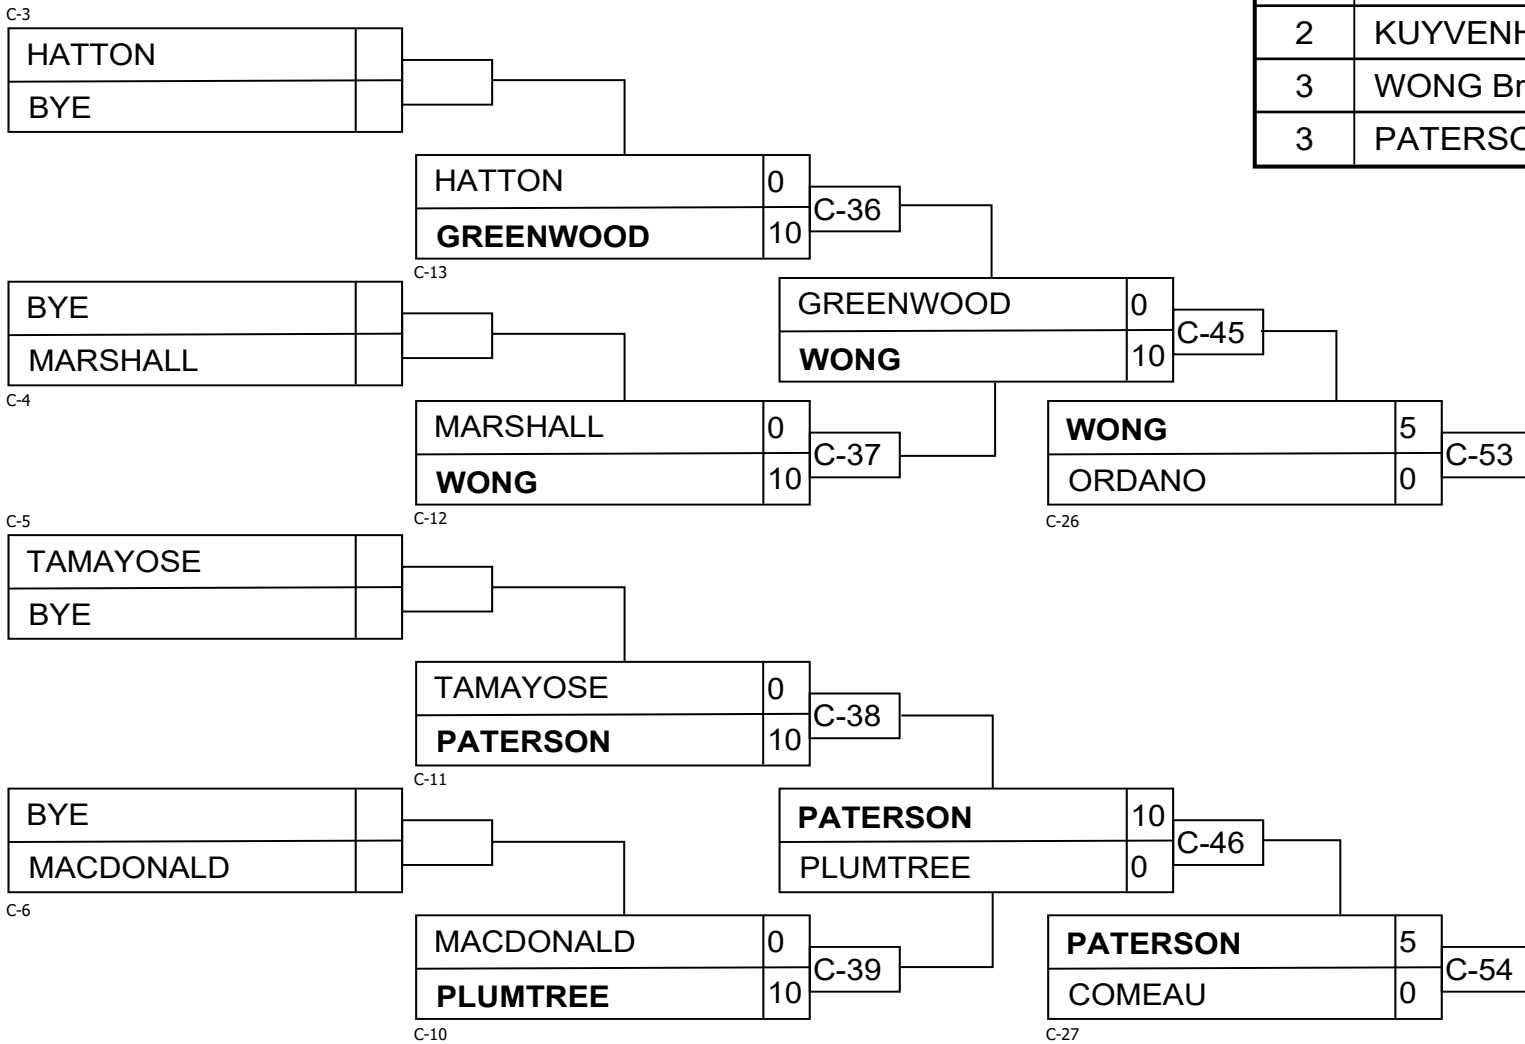 C-3
HATTON
BYE
2
3 WONG
3
HATTON 0
GREENWOOD 10
C-36
C-13
BYE
MARSHALL
C-4
GREENWOOD 0
WONG 10
C-45
MARSHALL 0
WONG 10
C-37
C-12
WONG 5
ORDANO 0
C-53
C-26
C-5
TAMAYOSE
BYE
TAMAYOSE 0
PATERSON 10
C-38
C-11
BYE
MACDONALD
C-6
PATERSON 10
PLUMTREE 0
C-46
MACDONALD 0
PLUMTREE 10
C-39
C-10
PATERSON 5
COMEAU 0
C-54
C-27